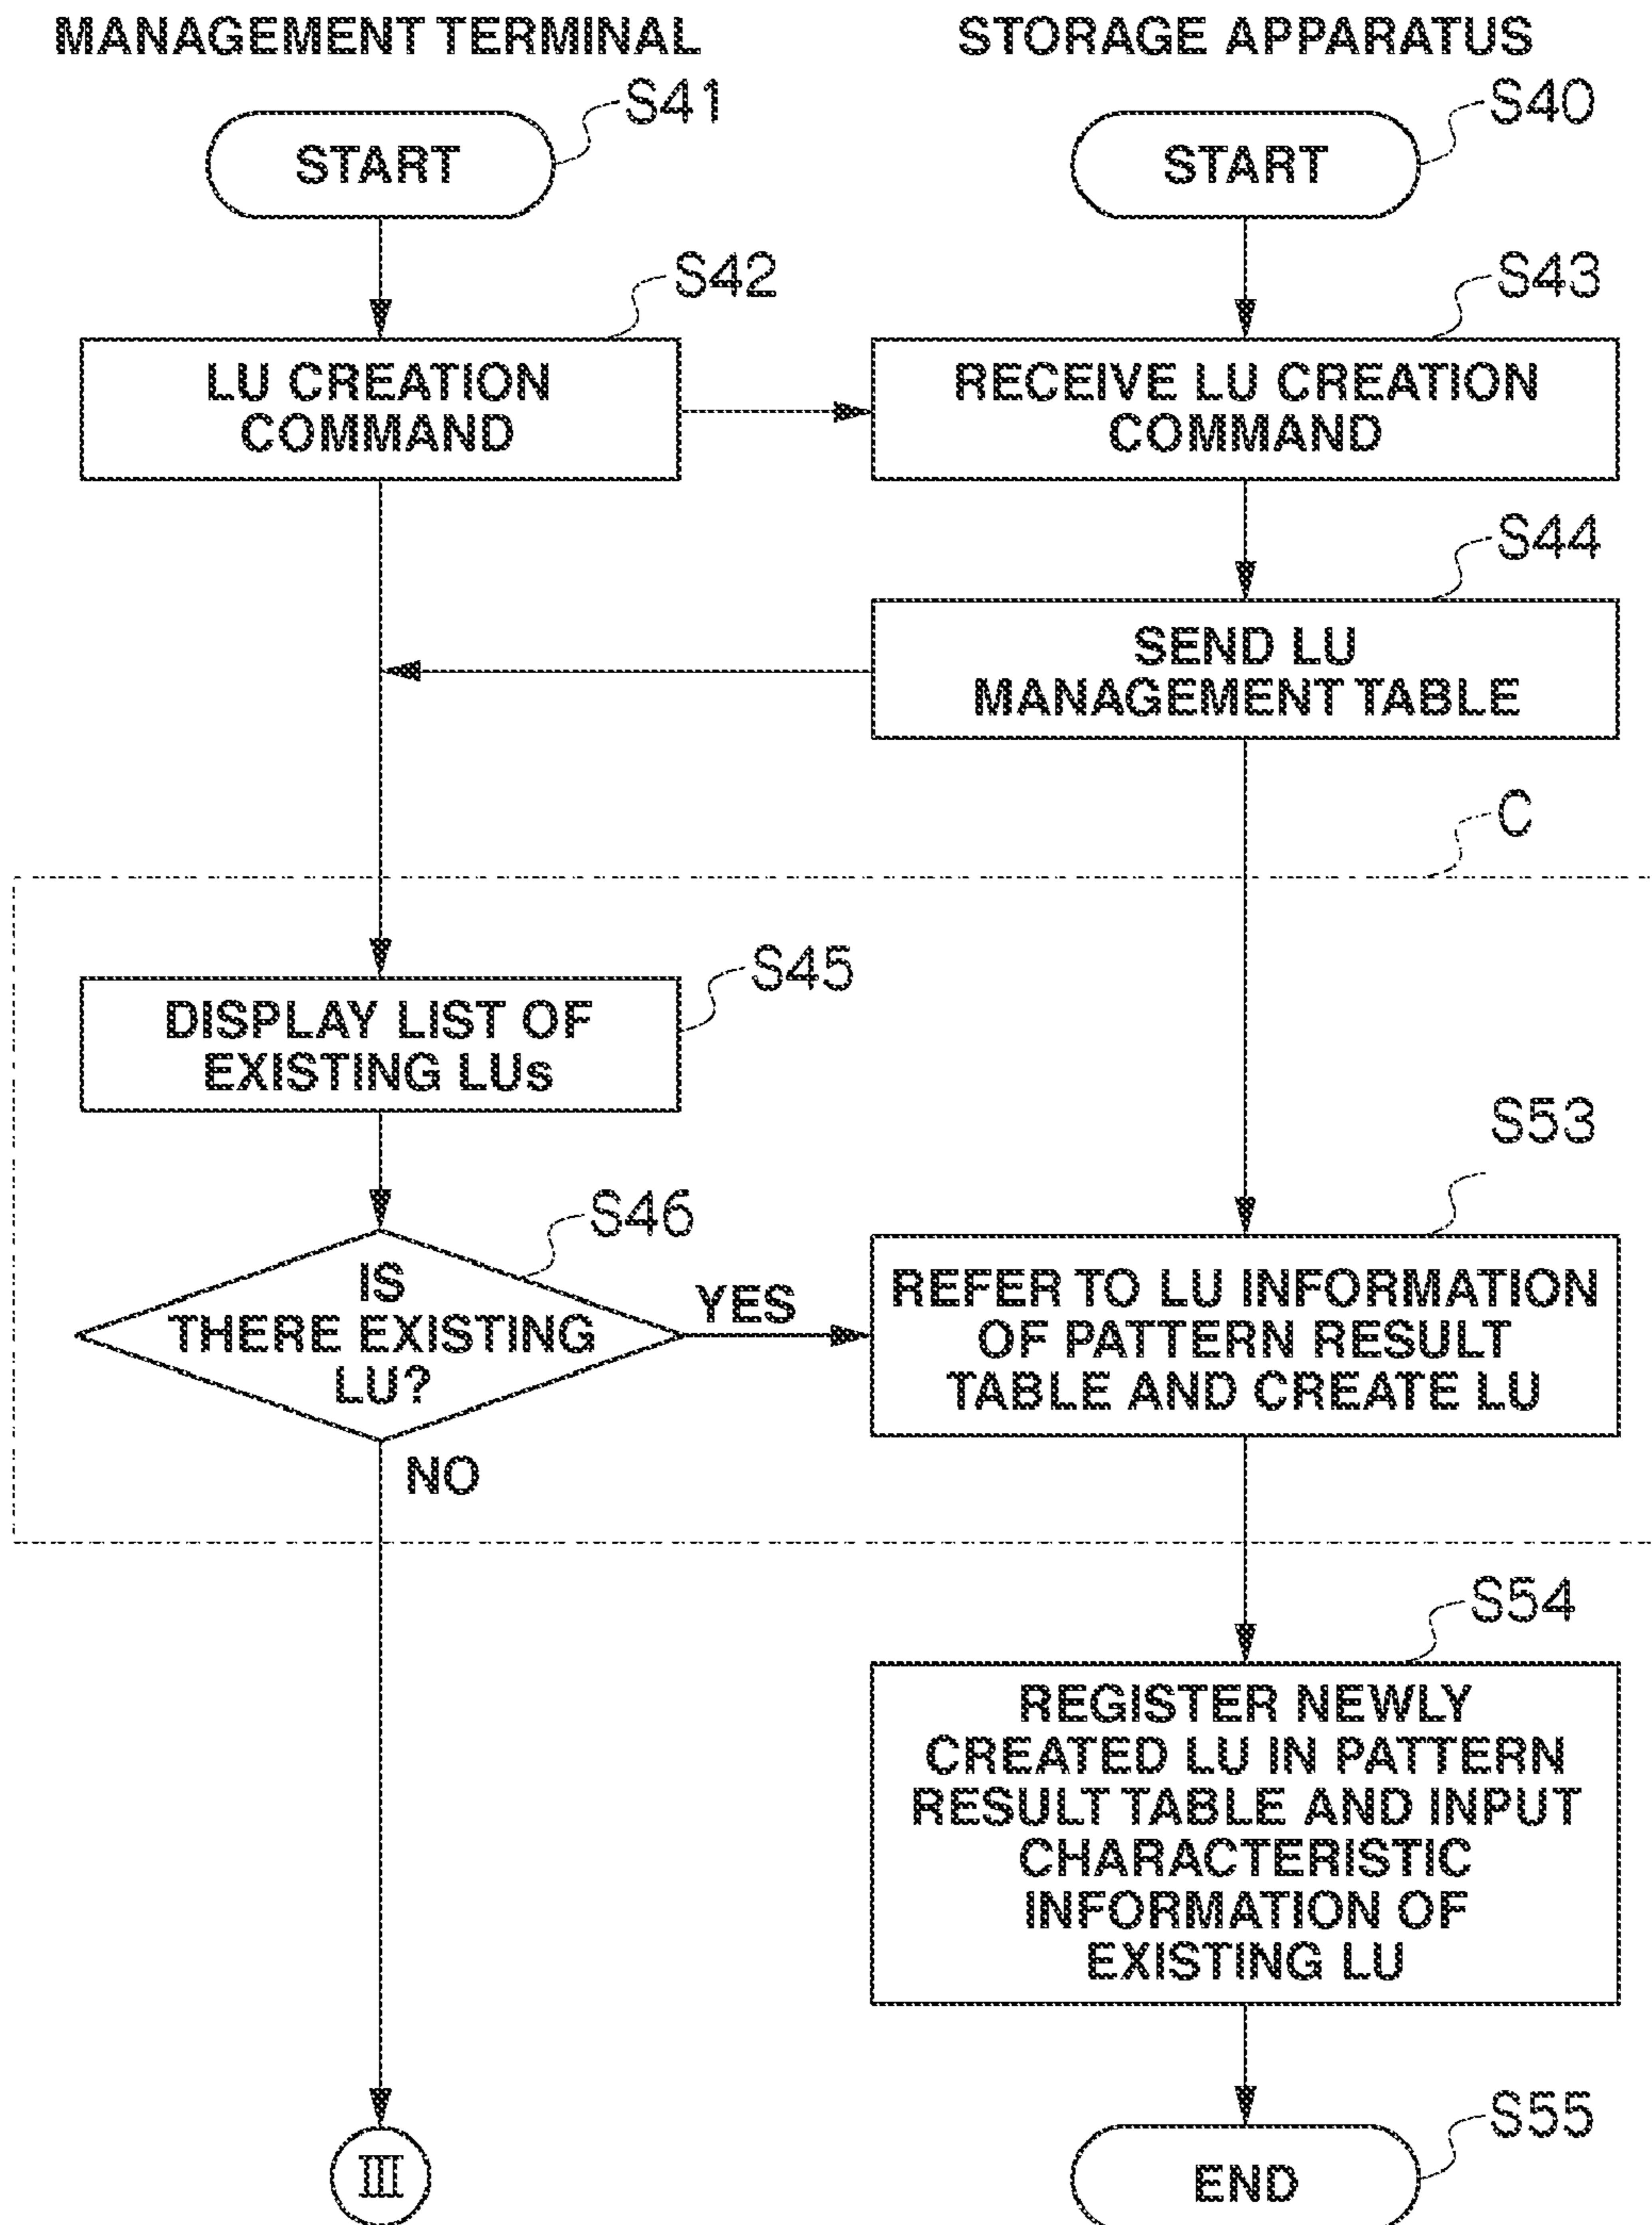 MANAGEMENT TERMINAL
STORAGE APPARATUS
S41
START
S40
START
S42
LU CREATION
COMMAND
S43
RECEIVE LU CREATION
COMMAND
S44
SEND LU
MANAGEMENT TABLE
C
S45
DISPLAY LIST OF
EXISTING LUs
S46
IS
THERE EXISTING
LU?
YES
NO
S53
REFER TO LU INFORMATION
OF PATTERN RESULT
TABLE AND CREATE LU
S54
REGISTER NEWLY
CREATED LU IN PATTERN
RESULT TABLE AND INPUT
CHARACTERISTIC
INFORMATION OF
EXISTING LU
III
S55
END